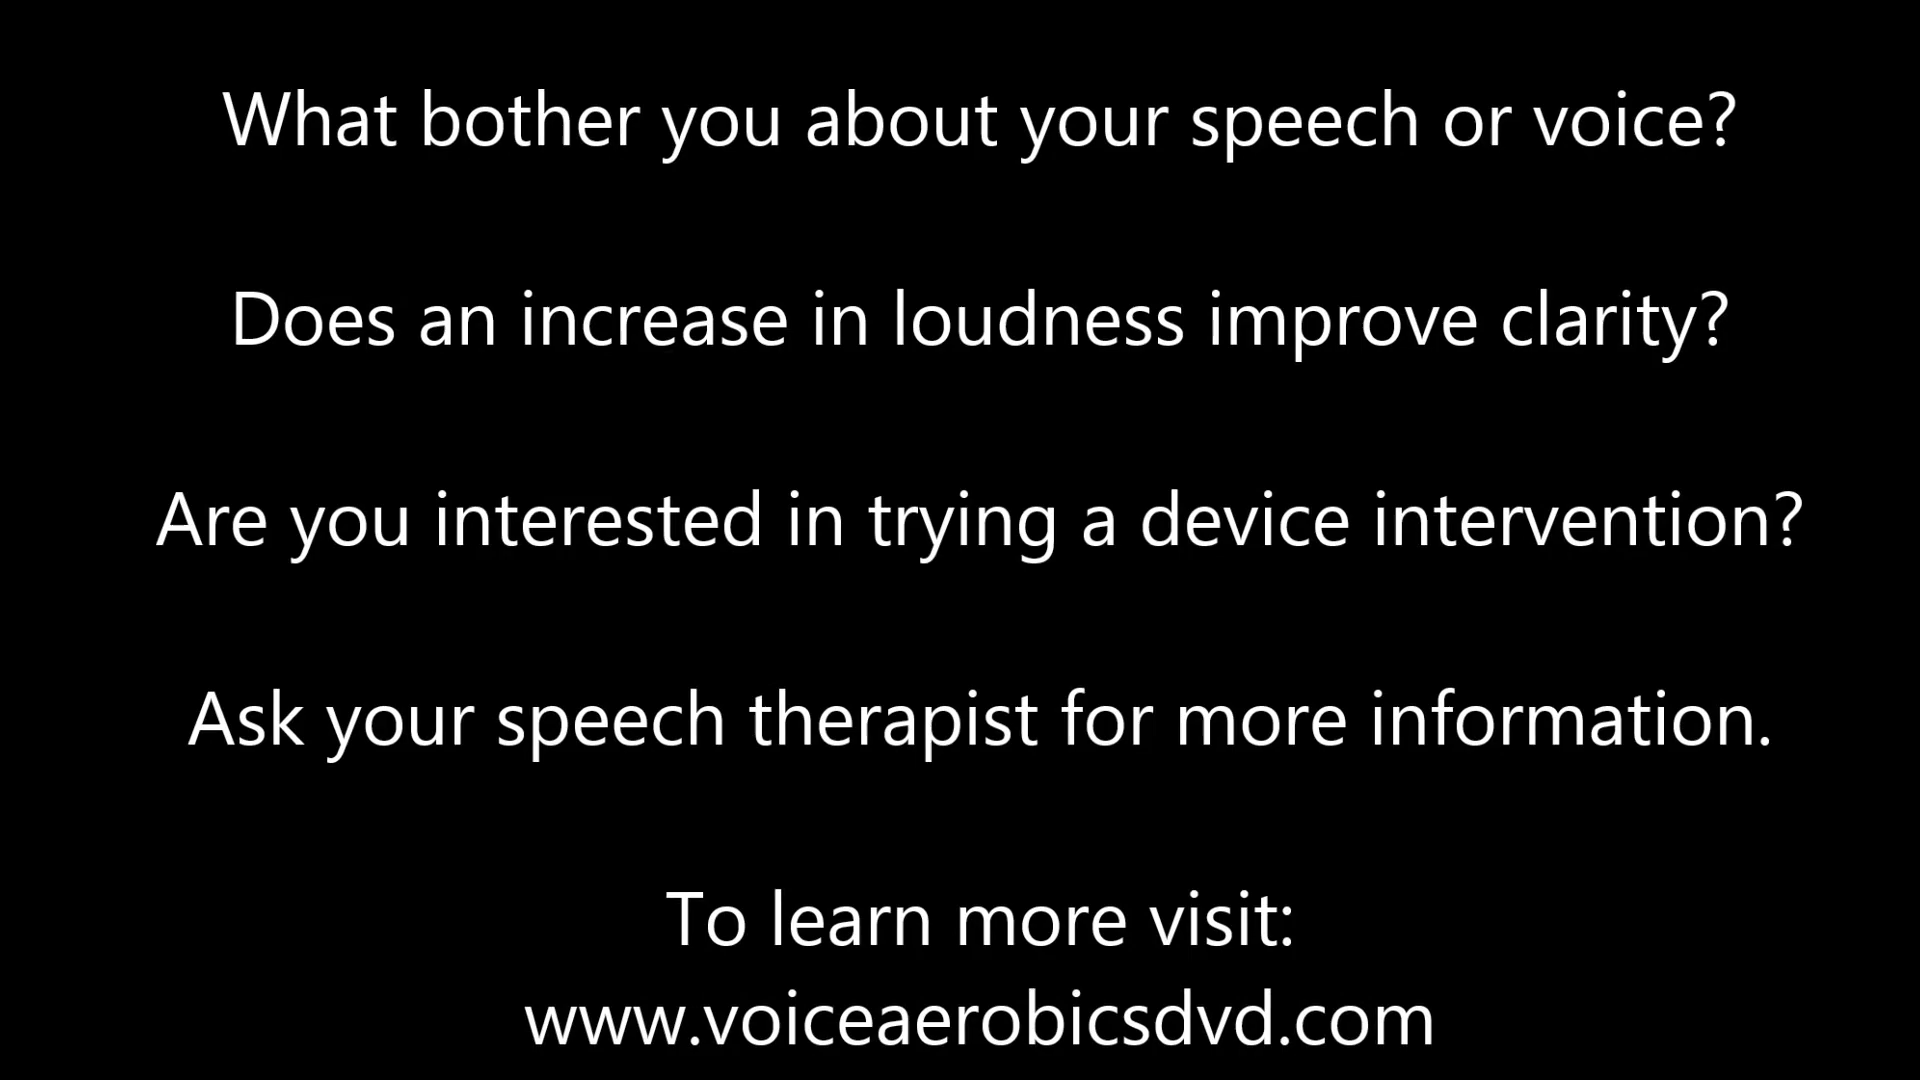 What bother you about your speech or voice?
Does an increase in loudness improve clarity?
Are you interested in trying a device intervention?
Ask your speech therapist for more information.
To learn more visit:
www.voiceaerobicsdvd.com